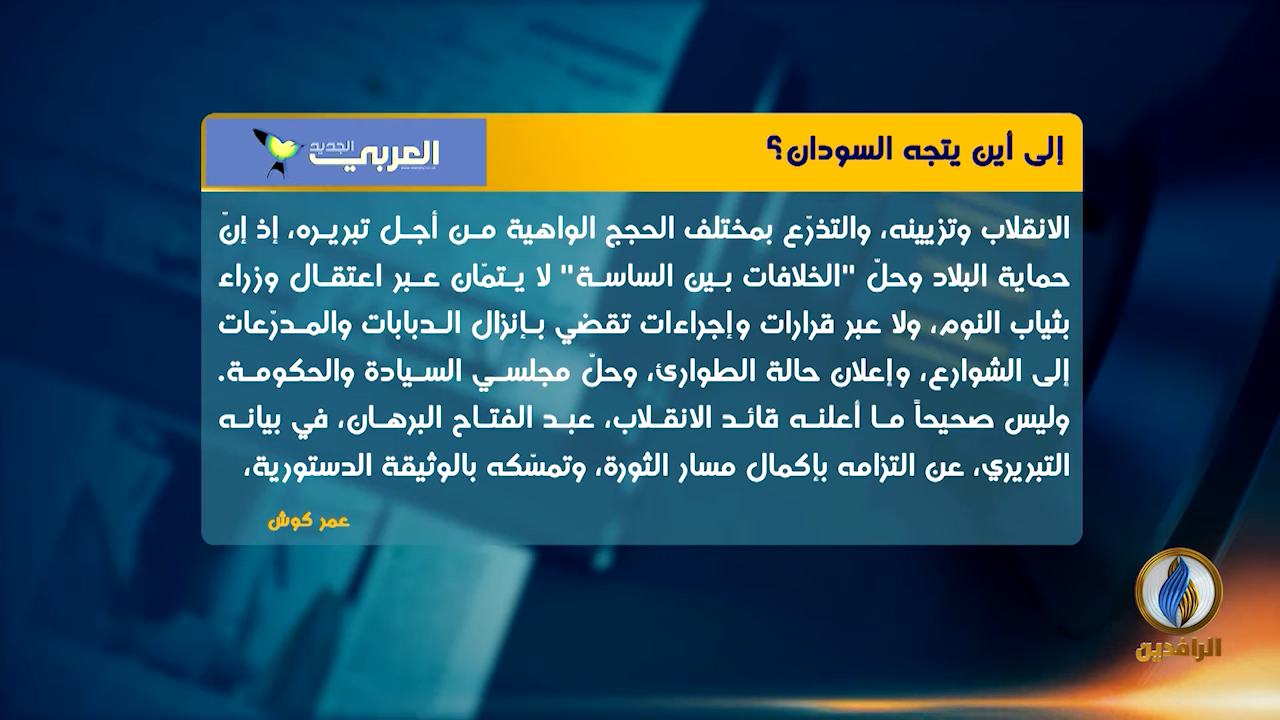 إلى أين يتجه السودان؟
العربي الجديد
الانقلاب وتزيينه، والتذرّع بمختلف الحجج الواهية من أجل تبريره، إذ إنّ
حماية البلاد وحلّ "الخلافات بين الساسة" لا يتمّان عبر اعتقال وزراء
بثياب النوم، ولا عبر قرارات وإجراءات تقضي بإنزال الدبابات والمدرّعات
إلى الشوارع، وإعلان حالة الطوارئ، وحلّ مجلسي السيادة والحكومة.
وليس صحيحاً ما أعلنه قائد الانقلاب، عبد الفتاح البرهان، في بيانه
التبريري، عن التزامه بإكمال مسار الثورة، وتمسّكه بالوثيقة الدستورية،
عمر كوش
الرافدين